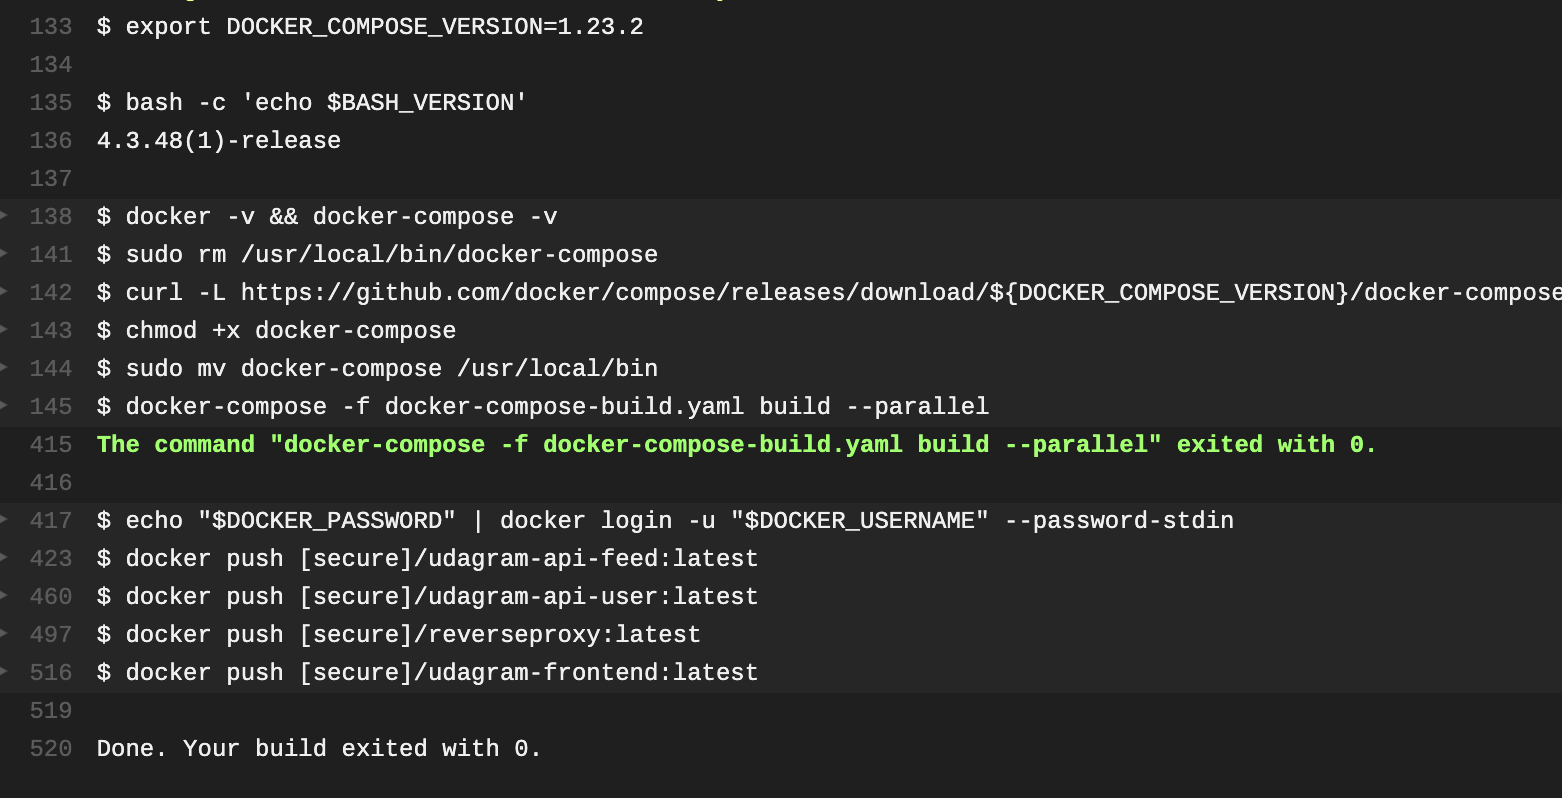 133 $ export DOCKER_COMPOSE_VERSION=1.23.2
134
135 $ bash -c 'echo $BASH_VERSION'
136 4.3.48(1)-release
137
138 $ docker -v && docker-compose -v
141 $ sudo rm /usr/local/bin/docker-compose
142 $ curl -L https://github.com/docker/compose/releases/download/${DOCKER_COMPOSE_VERSION}/docker-compose
143 $ chmod +x docker-compose
144 $ sudo mv docker-compose /usr/local/bin
145 $ docker-compose -f docker-compose-build.yaml build --parallel
415 The command "docker-compose -f docker-compose-build.yaml build --parallel" exited with 0.
416
417 $ echo "$DOCKER_PASSWORD" | docker login -u "$DOCKER_USERNAME" --password-stdin
423 $ docker push [secure]/udagram-api-feed:latest
460 $ docker push [secure]/udagram-api-user:latest
497 $ docker push [secure]/reverseproxy:latest
516 $ docker push [secure]/udagram-frontend:latest
519
520 Done. Your build exited with 0.